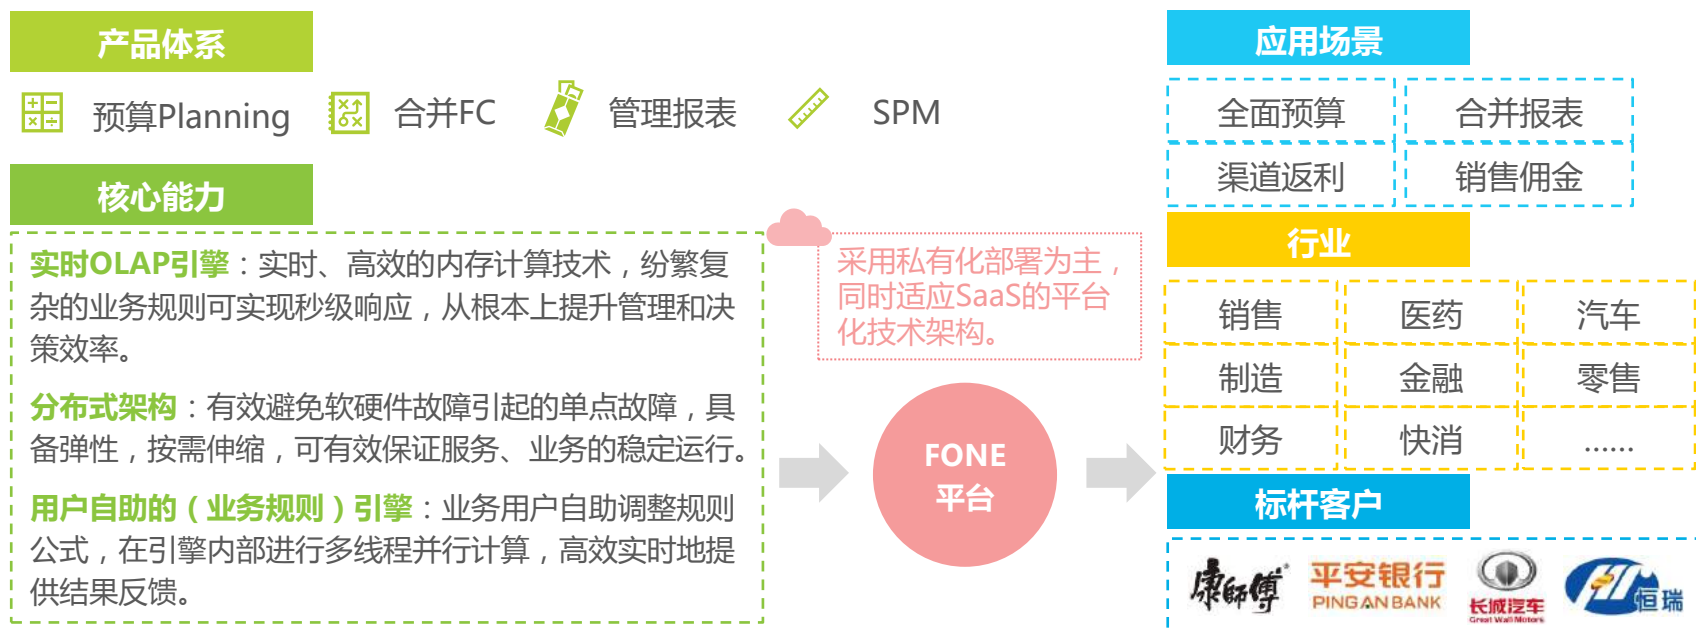 产品体系
预算Planning
合并FC
管理报表
SPM
核心能力
实时OLAP引擎：实时、高效的内存计算技术，纷繁复
杂的业务规则可实现秒级响应，从根本上提升管理和决
策效率。
分布式架构：有效避免软硬件故障引起的单点故障，具
备弹性，按需伸缩，可有效保证服务、业务的稳定运行。
用户自助的（业务规则）引擎：业务用户自助调整规则
公式，在引擎内部进行多线程并行计算，高效实时地提
供结果反馈。
采用私有化部署为主，
同时适应SaaS的平台
化技术架构。
FONE
平台
应用场景
全面预算
合并报表
渠道返利
销售佣金
行业
销售
医药
汽车
制造
金融
零售
财务
快消
……
标杆客户
康師傅
平安银行
PING AN BANK
长城汽车
Great Wall Motors
恒瑞